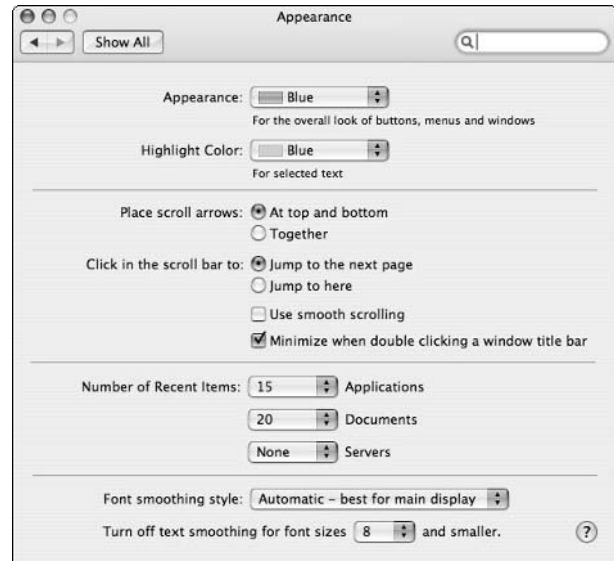 Appearance
Show All
Appearance: Blue
For the overall look of buttons, menus and windows
Highlight Color: Blue
For selected text
Place scroll arrows: At top and bottom
Together
Click in the scroll bar to: Jump to the next page
Jump to here
Use smooth scrolling
Minimize when double clicking a window title bar
Number of Recent Items: 15 Applications
20 Documents
None Servers
Font smoothing style: Automatic – best for main display
Turn off text smoothing for font sizes 8 and smaller. ?